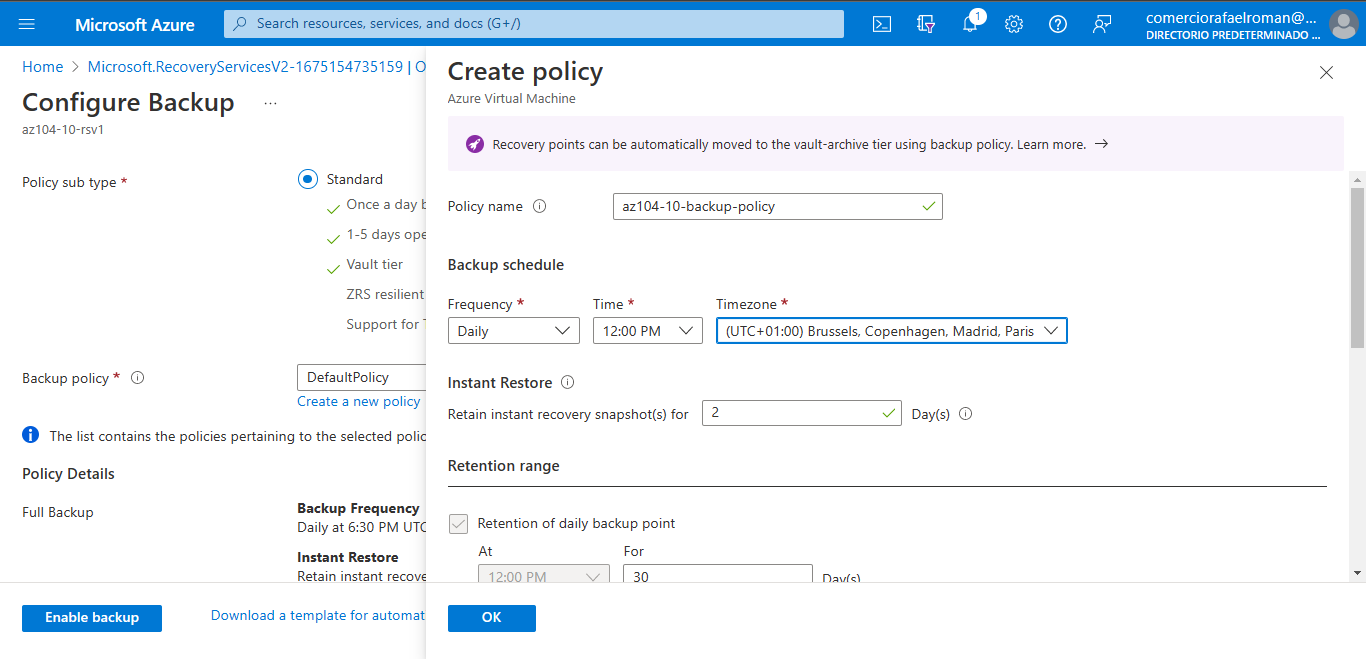 Microsoft Azure
Search resources, services, and docs (G+/)
1
comerciorafaelroman@...
DIRECTORIO PREDETERMINADO ...
Home > Microsoft.RecoveryServicesV2-1675154735159 | O
Configure Backup ...
az104-10-rsv1
Policy sub type *
Standard
Once a day b
1-5 days ope
Vault tier
ZRS resilient
Support for T
Backup policy *
DefaultPolicy
Create a new policy
The list contains the policies pertaining to the selected polic
Policy Details
Full Backup
Backup Frequency
Daily at 6:30 PM UTC
Instant Restore
Retain instant recove
Enable backup
Download a template for automat
Create policy
Azure Virtual Machine
Recovery points can be automatically moved to the vault-archive tier using backup policy. Learn more. →
Policy name
az104-10-backup-policy
Backup schedule
Frequency * Time * Timezone *
Daily 12:00 PM (UTC+01:00) Brussels, Copenhagen, Madrid, Paris
Instant Restore
Retain instant recovery snapshot(s) for 2 Day(s)
Retention range
Retention of daily backup point
At For
12:00 PM 30 Day(s)
OK